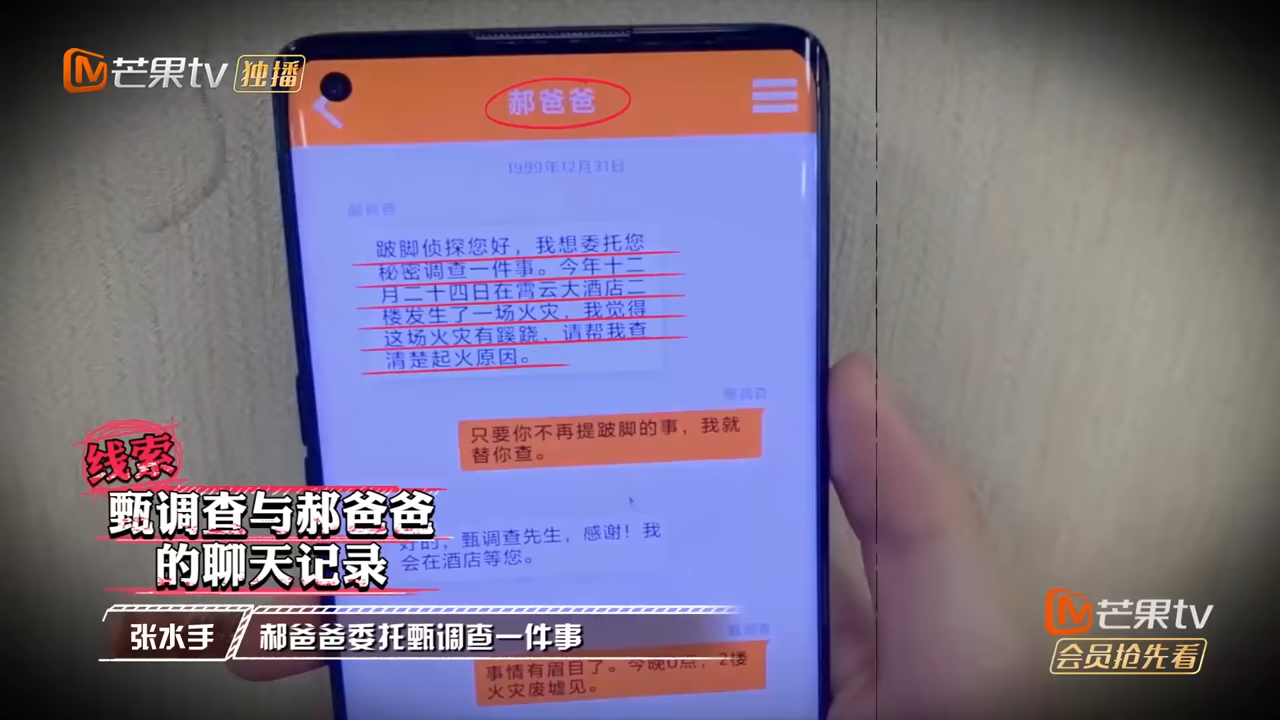 芒果tv 独播
郝爸爸
1999年12月31日
郝爸爸
跛脚侦探您好，我想委托您
秘密调查一件事。今年十二
月二十四日在霄云大酒店二
楼发生了一场火灾，我觉得
这场火灾有蹊跷，请帮我查
清楚起火原因。
甄调查
只要你不再提跛脚的事，我就
替你查。
好的，甄调查先生，感谢！我
会在酒店等您。
甄调查
事情有眉目了。今晚0点，2楼
火灾废墟见。
线索
甄调查与郝爸爸
的聊天记录
张水手
郝爸爸委托甄调查一件事
芒果tv
会员抢先看